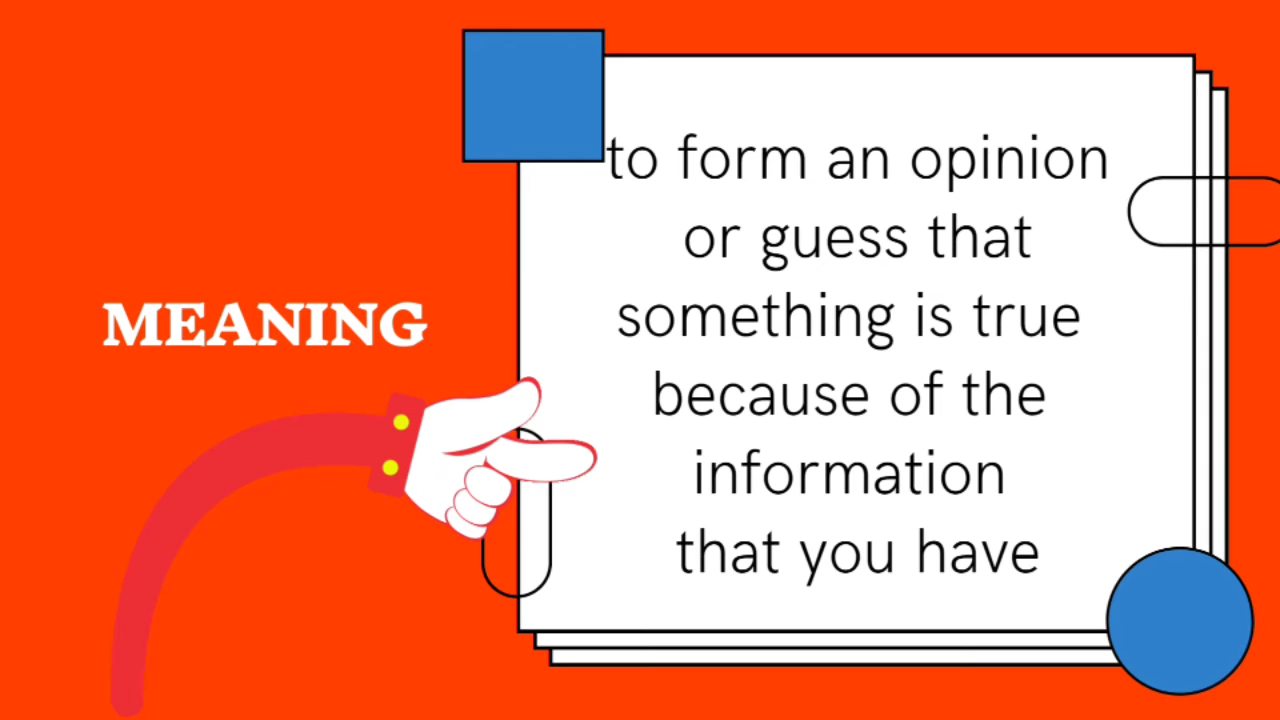 MEANING
to form an opinion
or guess that
something is true
because of the
information
that you have